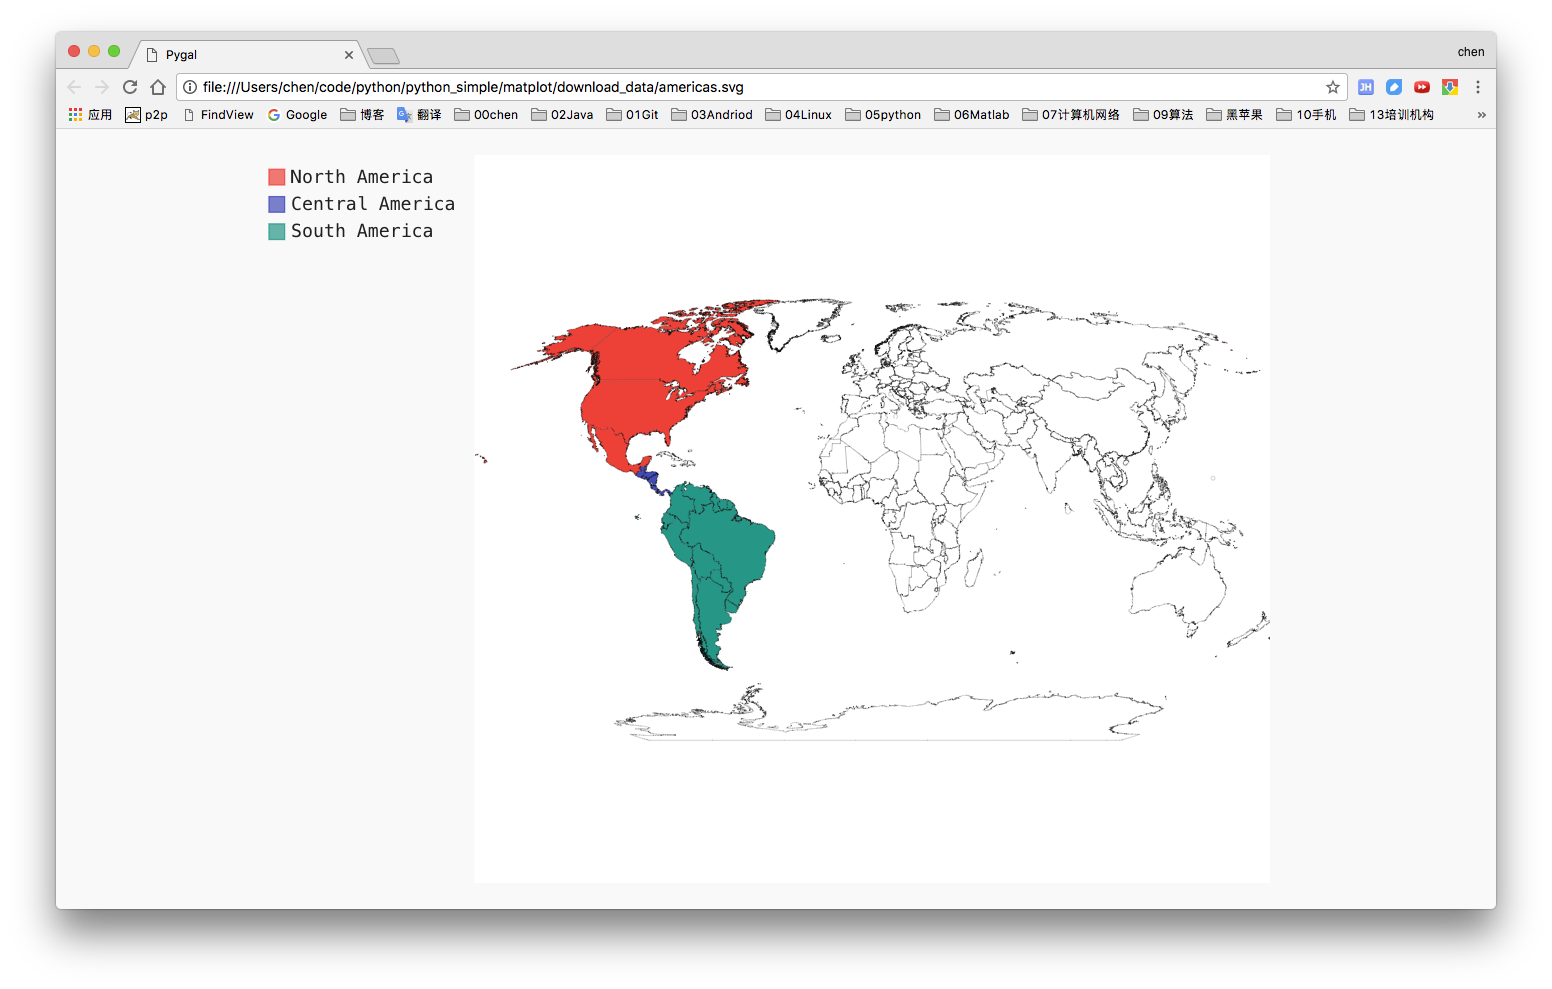 Pygal
chen
file:///Users/chen/code/python/python_simple/matplot/download_data/americas.svg
JH
应用 p2p FindView Google 博客 翻译 00chen 02Java 01Git 03Andriod 04Linux 05python 06Matlab 07计算机网络 09算法 黑苹果 10手机 13培训机构 »
North America
Central America
South America